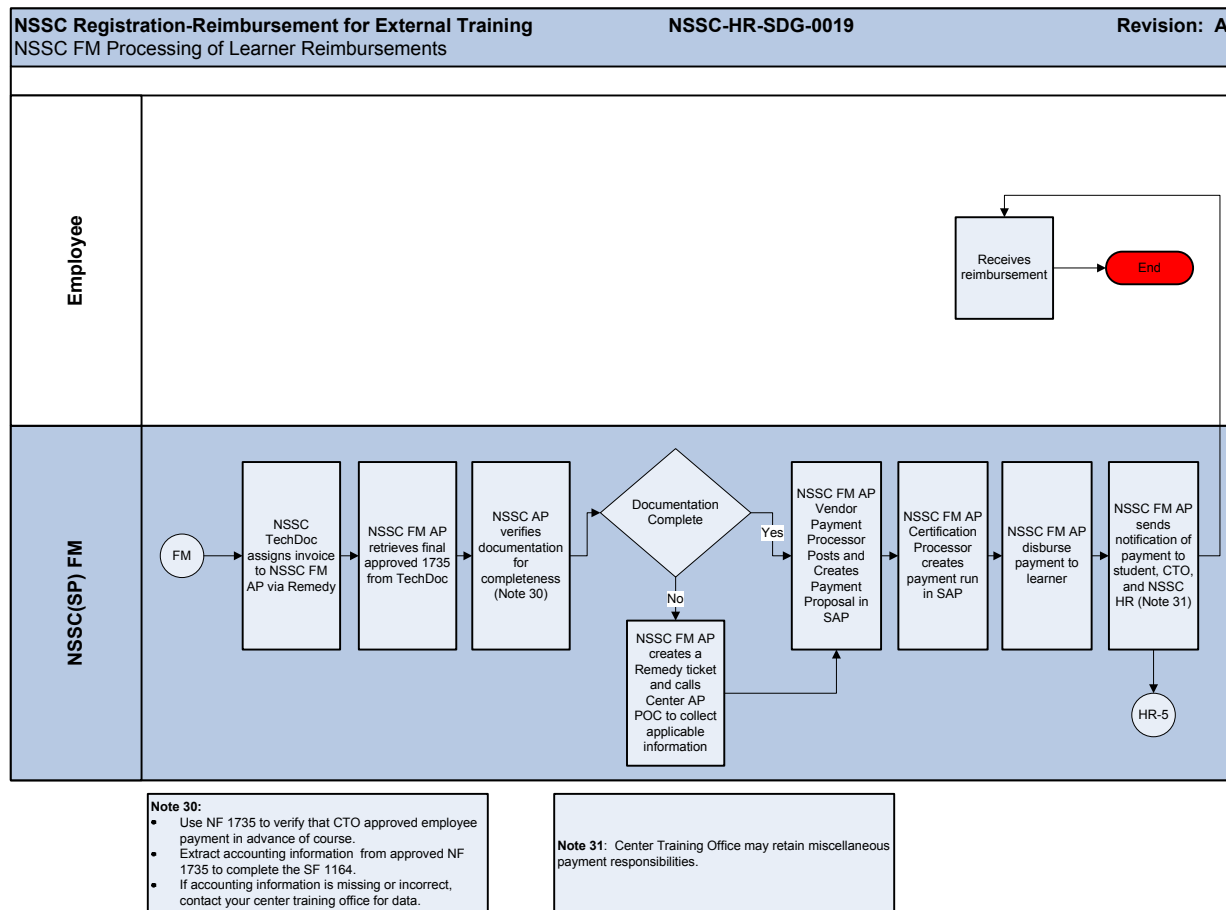 NSSC Registration-Reimbursement for External Training NSSC-HR-SDG-0019 Revision: A
NSSC FM Processing of Learner Reimbursements
Employee
Receives
reimbursement
End
NSSC(SP) FM
FM
NSSC
TechDoc
assigns invoice
to NSSC FM
AP via Remedy
NSSC FM AP
retrieves final
approved 1735
from TechDoc
NSSC AP
verifies
documentation
for
completeness
(Note 30)
Documentation
Complete
Yes
No
NSSC FM AP
creates a
Remedy ticket
and calls
Center AP
POC to collect
applicable
information
NSSC FM AP
Vendor
Payment
Processor
Posts and
Creates
Payment
Proposal in
SAP
NSSC FM AP
Certification
Processor
creates
payment run
in SAP
NSSC FM AP
disburse
payment to
learner
NSSC FM AP
sends
notification of
payment to
student, CTO,
and NSSC
HR (Note 31)
HR-5
Note 30:
• Use NF 1735 to verify that CTO approved employee
payment in advance of course.
• Extract accounting information from approved NF
1735 to complete the SF 1164.
• If accounting information is missing or incorrect,
contact your center training office for data.
Note 31: Center Training Office may retain miscellaneous
payment responsibilities.